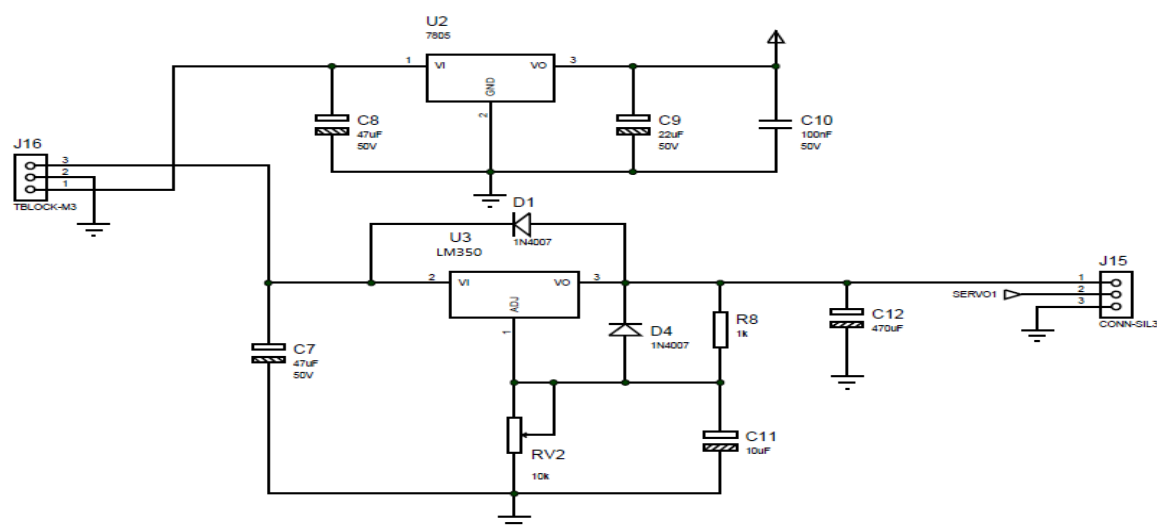 U2
7805
1
VI
VO
3
GND
2
C8
47uF
50V
C9
22uF
50V
C10
100nF
50V
J16
3
2
1
TBLOCK-M3
D1
1N4007
U3
LM350
2
VI
VO
3
ADJ
1
D4
1N4007
R8
1k
C12
470uF
J15
1
SERVO1
2
3
CONN-SIL3
C7
47uF
50V
RV2
10k
C11
10uF